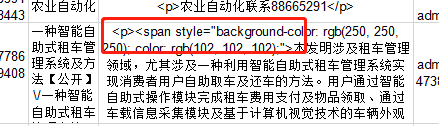 农业自动化 <p>农业自动化联系88665291</p>
<p><span style="background-color: rgb(250, 250,
一种智能自 250); color: rgb(102, 102, 102);">本发明涉及租车管理
助式租车管 领域，尤其涉及一种利用智能自助式租车管理系统实
7786 理系统及方 现消费者用户自助取车及还车的方法。用户通过智能 adm
9408 法【公开】 自助式操作模块完成租车费用支付及物品领取、通过 4738
\/一种智能 车载信息采集模块及基于计算机视觉技术的车辆外观
自助式租车